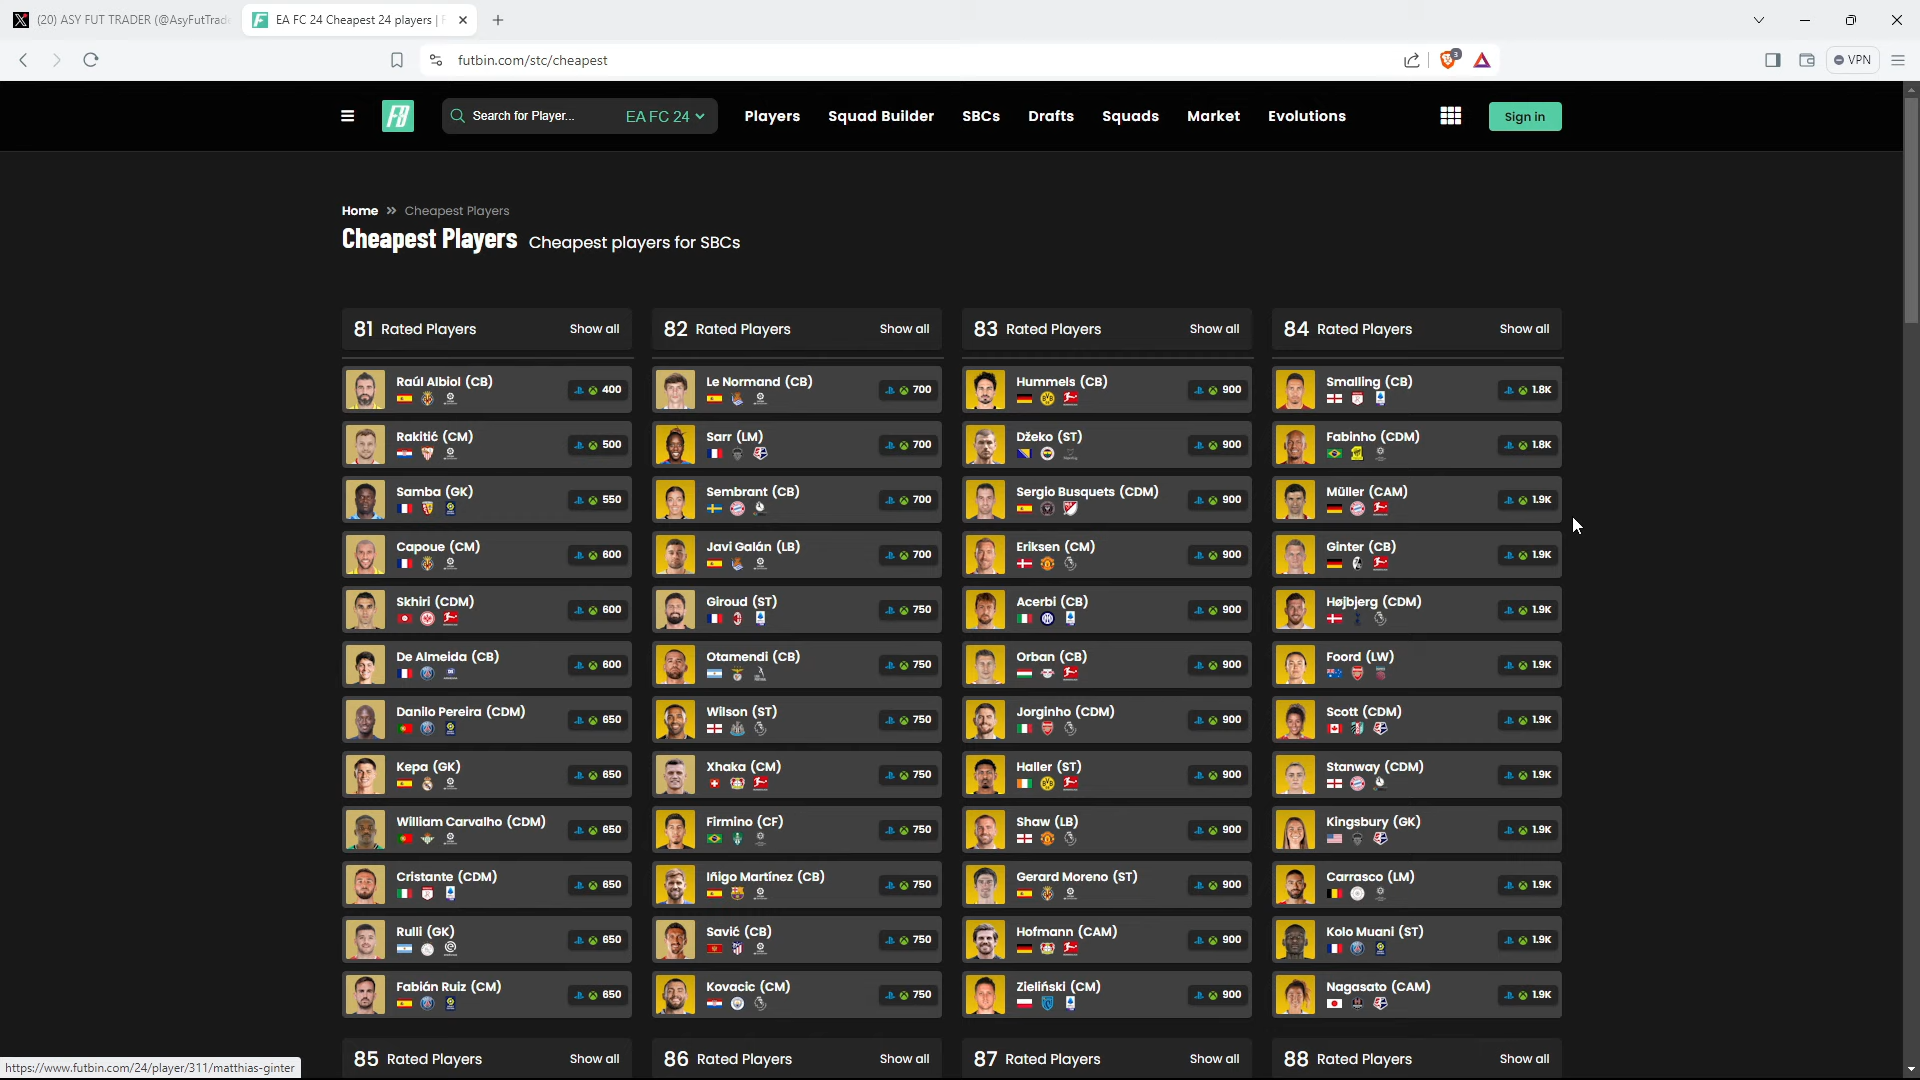 (20) ASY FUT TRADER (@AsyFutTrad
EA FC 24 Cheapest 24 players |
futbin.com/stc/cheapest
3
VPN
Search for Player...
EA FC 24
Players
Squad Builder
SBCs
Drafts
Squads
Market
Evolutions
Sign in
Home » Cheapest Players
Cheapest Players Cheapest players for SBCs
81 Rated Players Show all
Raúl Albiol (CB) 400
Rakitić (CM) 500
Samba (GK) 550
Capoue (CM) 600
Skhiri (CDM) 600
De Almeida (CB) 600
Danilo Pereira (CDM) 650
Kepa (GK) 650
William Carvalho (CDM) 650
Cristante (CDM) 650
Rulli (GK) 650
Fabián Ruiz (CM) 650
82 Rated Players Show all
Le Normand (CB) 700
Sarr (LM) 700
Sembrant (CB) 700
Javi Galán (LB) 700
Giroud (ST) 750
Otamendi (CB) 750
Wilson (ST) 750
Xhaka (CM) 750
Firmino (CF) 750
Iñigo Martínez (CB) 750
Savić (CB) 750
Kovacic (CM) 750
83 Rated Players Show all
Hummels (CB) 900
Džeko (ST) 900
Sergio Busquets (CDM) 900
Eriksen (CM) 900
Acerbi (CB) 900
Orban (CB) 900
Jorginho (CDM) 900
Haller (ST) 900
Shaw (LB) 900
Gerard Moreno (ST) 900
Hofmann (CAM) 900
Zieliński (CM) 900
84 Rated Players Show all
Smalling (CB) 1.8K
Fabinho (CDM) 1.8K
Müller (CAM) 1.9K
Ginter (CB) 1.9K
Højbjerg (CDM) 1.9K
Foord (LW) 1.9K
Scott (CDM) 1.9K
Stanway (CDM) 1.9K
Kingsbury (GK) 1.9K
Carrasco (LM) 1.9K
Kolo Muani (ST) 1.9K
Nagasato (CAM) 1.9K
85 Rated Players Show all
86 Rated Players Show all
87 Rated Players Show all
88 Rated Players Show all
https://www.futbin.com/24/player/311/matthias-ginter